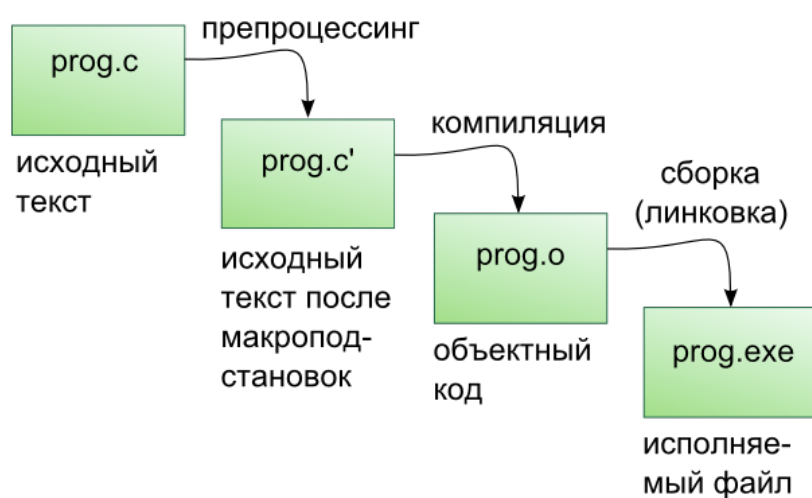 prog.c
препроцессинг
исходный
текст
prog.c'
компиляция
исходный
текст после
макропод-
становок
prog.o
сборка
(линковка)
объектный
код
prog.exe
исполняе-
мый файл